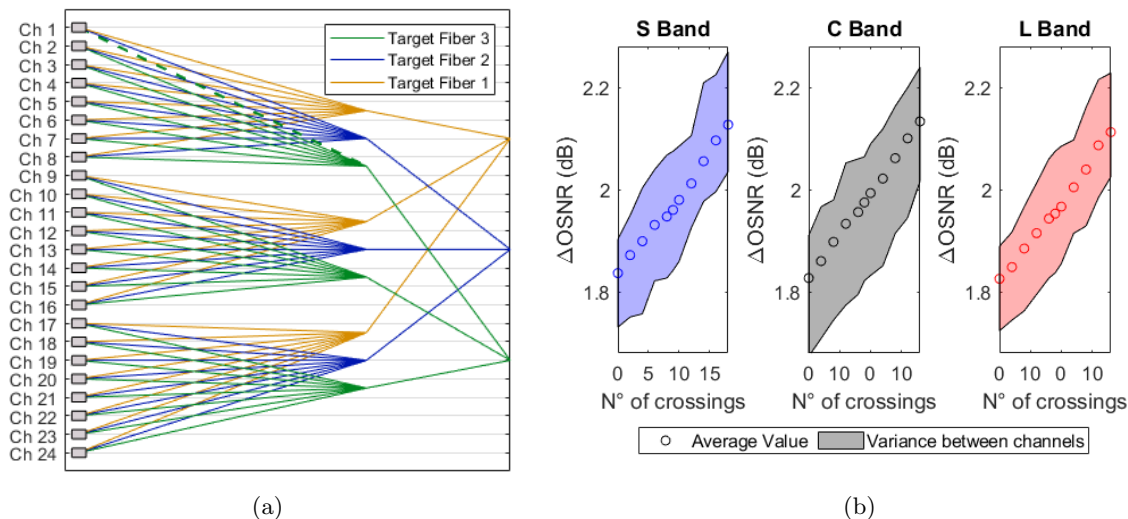 Ch 1
Ch 2
Ch 3
Ch 4
Ch 5
Ch 6
Ch 7
Ch 8
Ch 9
Ch 10
Ch 11
Ch 12
Ch 13
Ch 14
Ch 15
Ch 16
Ch 17
Ch 18
Ch 19
Ch 20
Ch 21
Ch 22
Ch 23
Ch 24
Target Fiber 3
Target Fiber 2
Target Fiber 1
(a)
S Band
ΔOSNR (dB)
2.2
2
1.8
0 5 10 15
N° of crossings
C Band
ΔOSNR (dB)
2.2
2
1.8
0 10 0 10
N° of crossings
L Band
ΔOSNR (dB)
2.2
2
1.8
0 10 0 10
N° of crossings
Average Value
Variance between channels
(b)